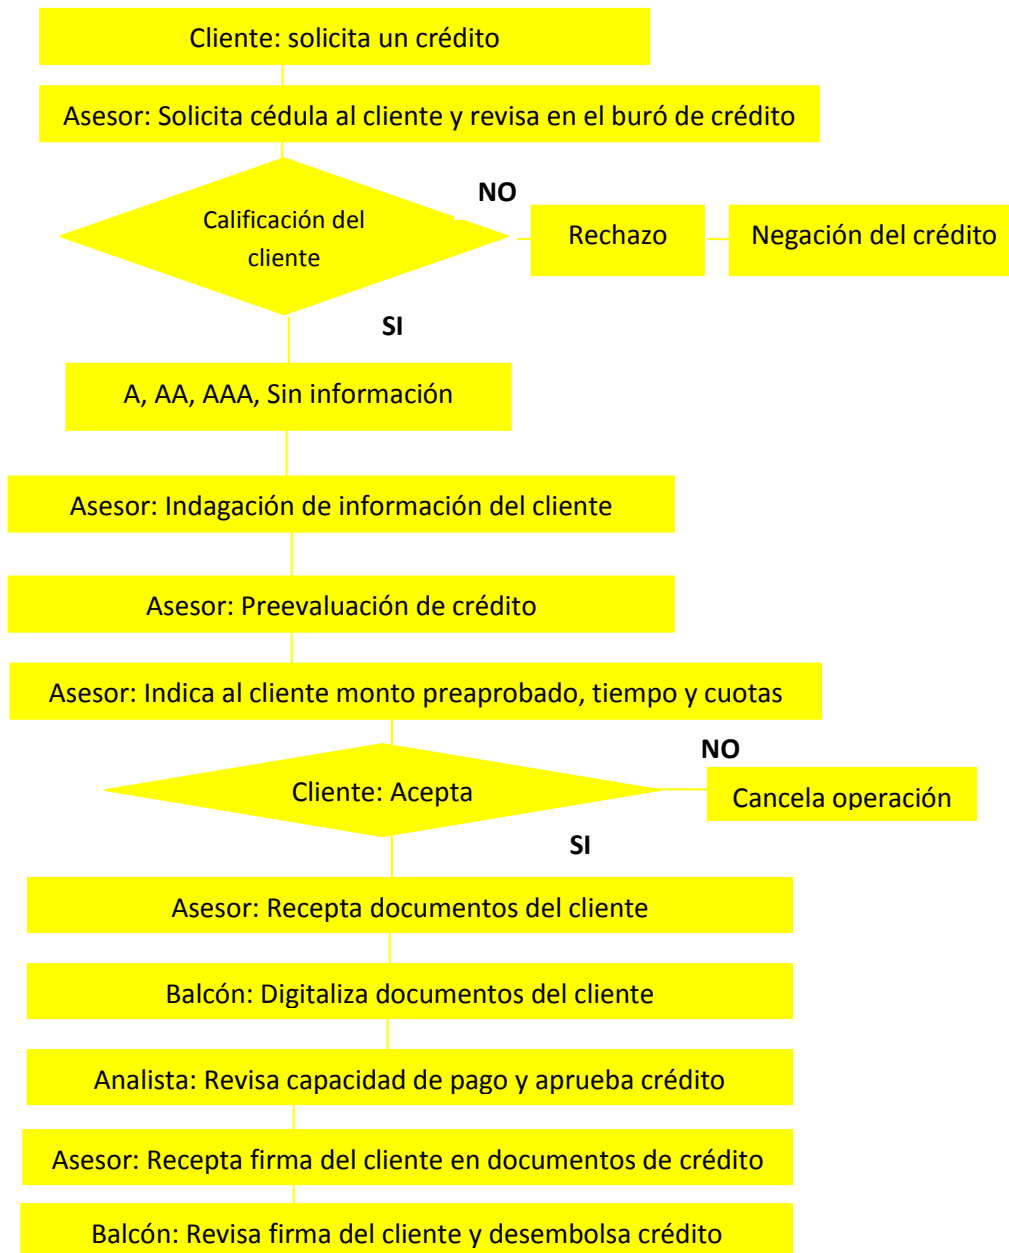 Cliente: solicita un crédito
Asesor: Solicita cédula al cliente y revisa en el buró de crédito
NO
Calificación del
cliente
Rechazo
Negación del crédito
SI
A, AA, AAA, Sin información
Asesor: Indagación de información del cliente
Asesor: Preevaluación de crédito
Asesor: Indica al cliente monto preaprobado, tiempo y cuotas
NO
Cliente: Acepta
Cancela operación
SI
Asesor: Recepta documentos del cliente
Balcón: Digitaliza documentos del cliente
Analista: Revisa capacidad de pago y aprueba crédito
Asesor: Recepta firma del cliente en documentos de crédito
Balcón: Revisa firma del cliente y desembolsa crédito